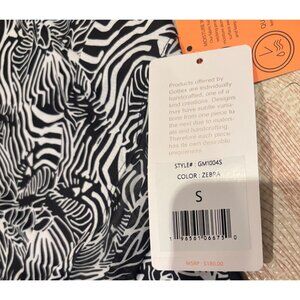 Products offered by
are individually
handcrafted, one of a
kind creations. Designs
may have subtle varia-
tions from one piece to
the next due to materi-
als and handcrafting.
Therefore each piece
has its own desirable
uniqueness.
STYLE# : GM1004S
COLOR : ZEBRA
S
MSRP $180.00